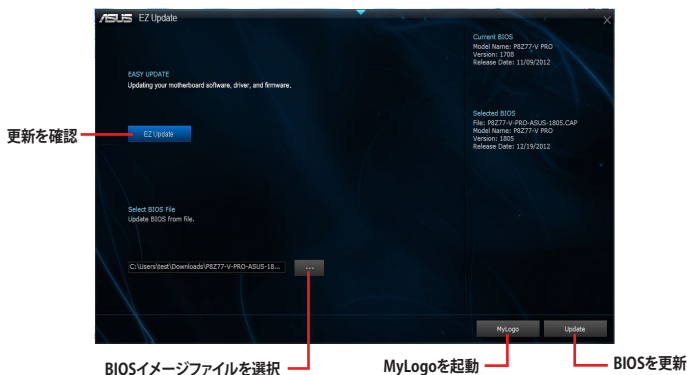 ASUS EZ Update
X
Current BIOS
Model Name: P8Z77-V PRO
Version: 1708
Release Date: 11/09/2012
EASY UPDATE
Updating your motherboard software, driver, and firmware.
Selected BIOS
File: P8Z77-V-PRO-ASUS-1805.CAP
Model Name: P8Z77-V PRO
Version: 1805
Release Date: 12/19/2012
更新を確認
EZ Update
Select BIOS File
Update BIOS from file.
C:\Users\test\Downloads\P8Z77-V-PRO-ASUS-18...
...
MyLogo
Update
BIOSイメージファイルを選択
MyLogoを起動
BIOSを更新